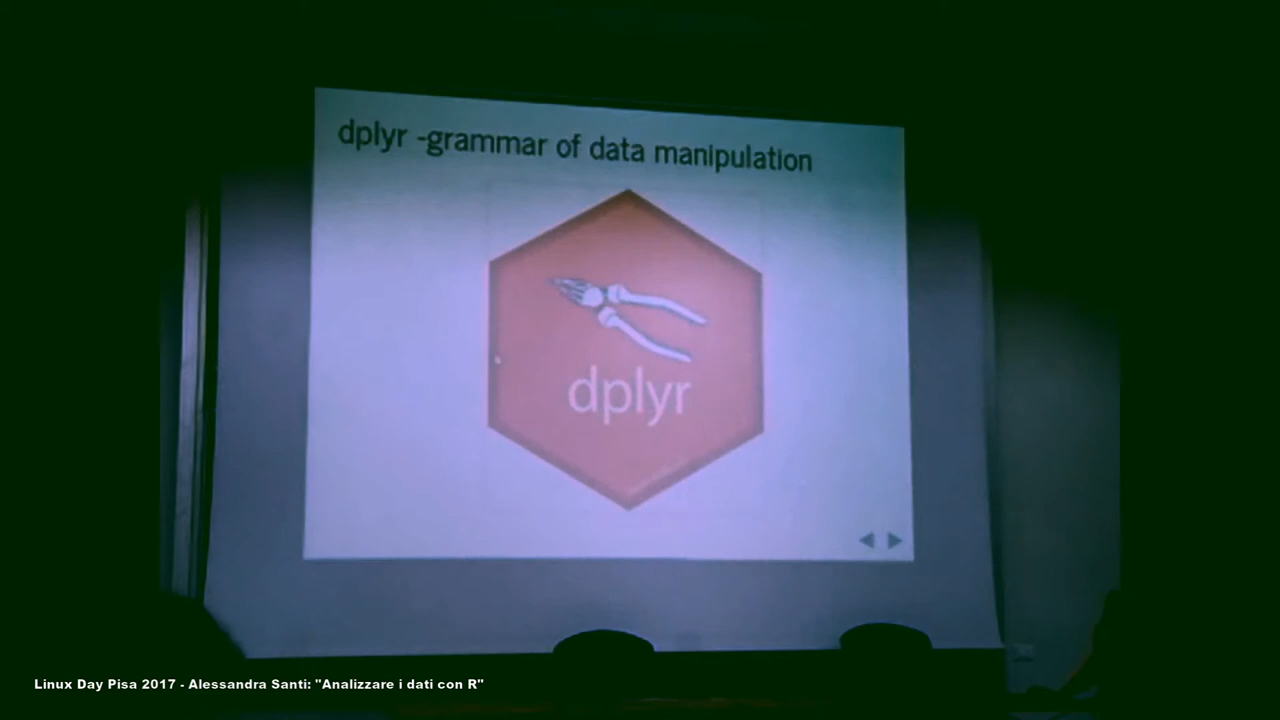 dplyr -grammar of data manipulation
dplyr
Linux Day Pisa 2017 - Alessandra Santi: "Analizzare i dati con R"